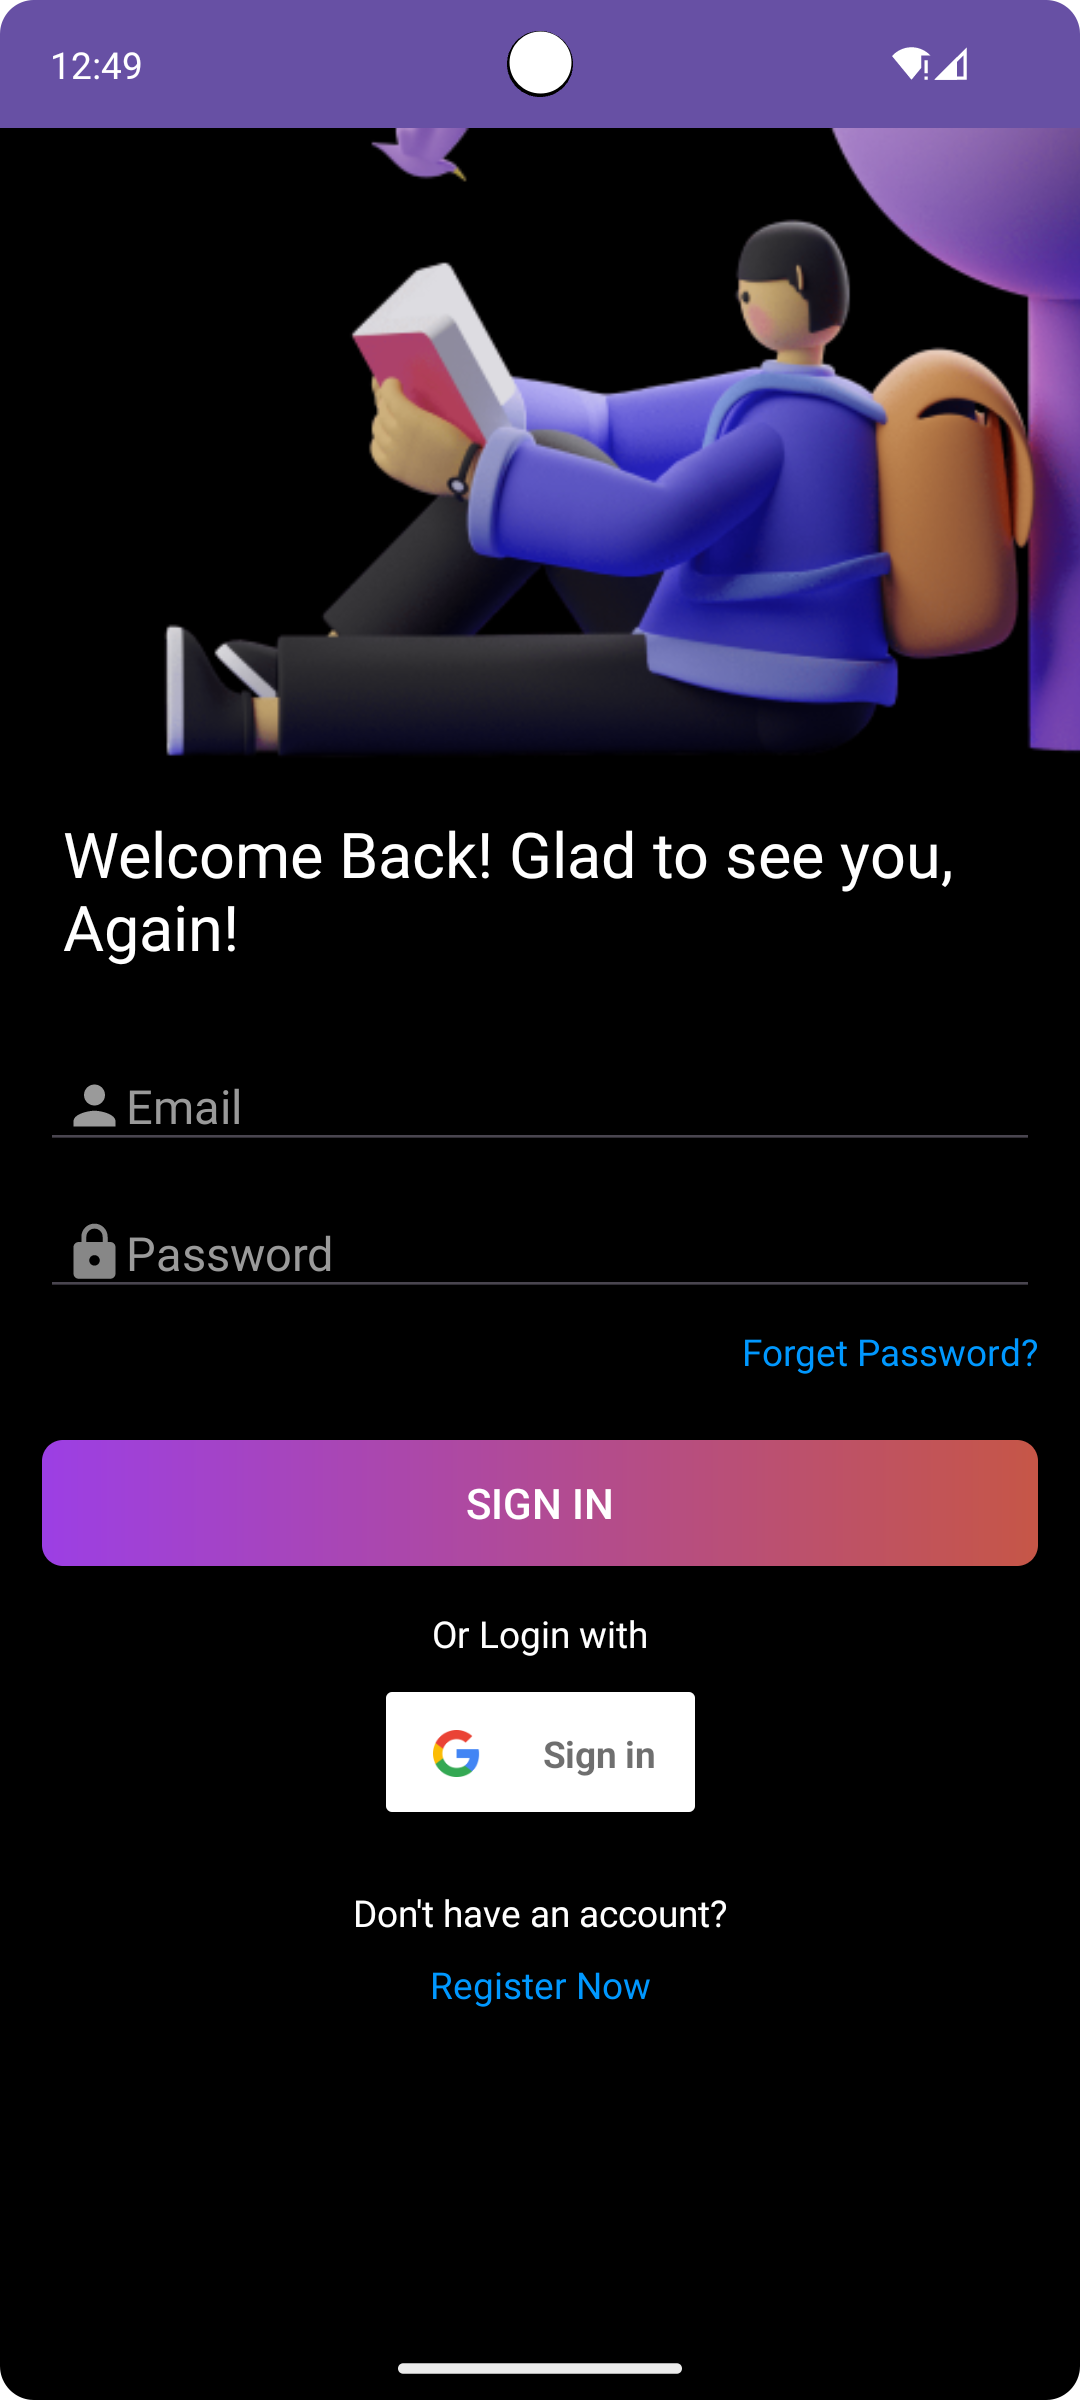 12:49
Welcome Back! Glad to see you,
Again!
Email
Password
Forget Password?
SIGN IN
Or Login with
Sign in
Don't have an account?
Register Now